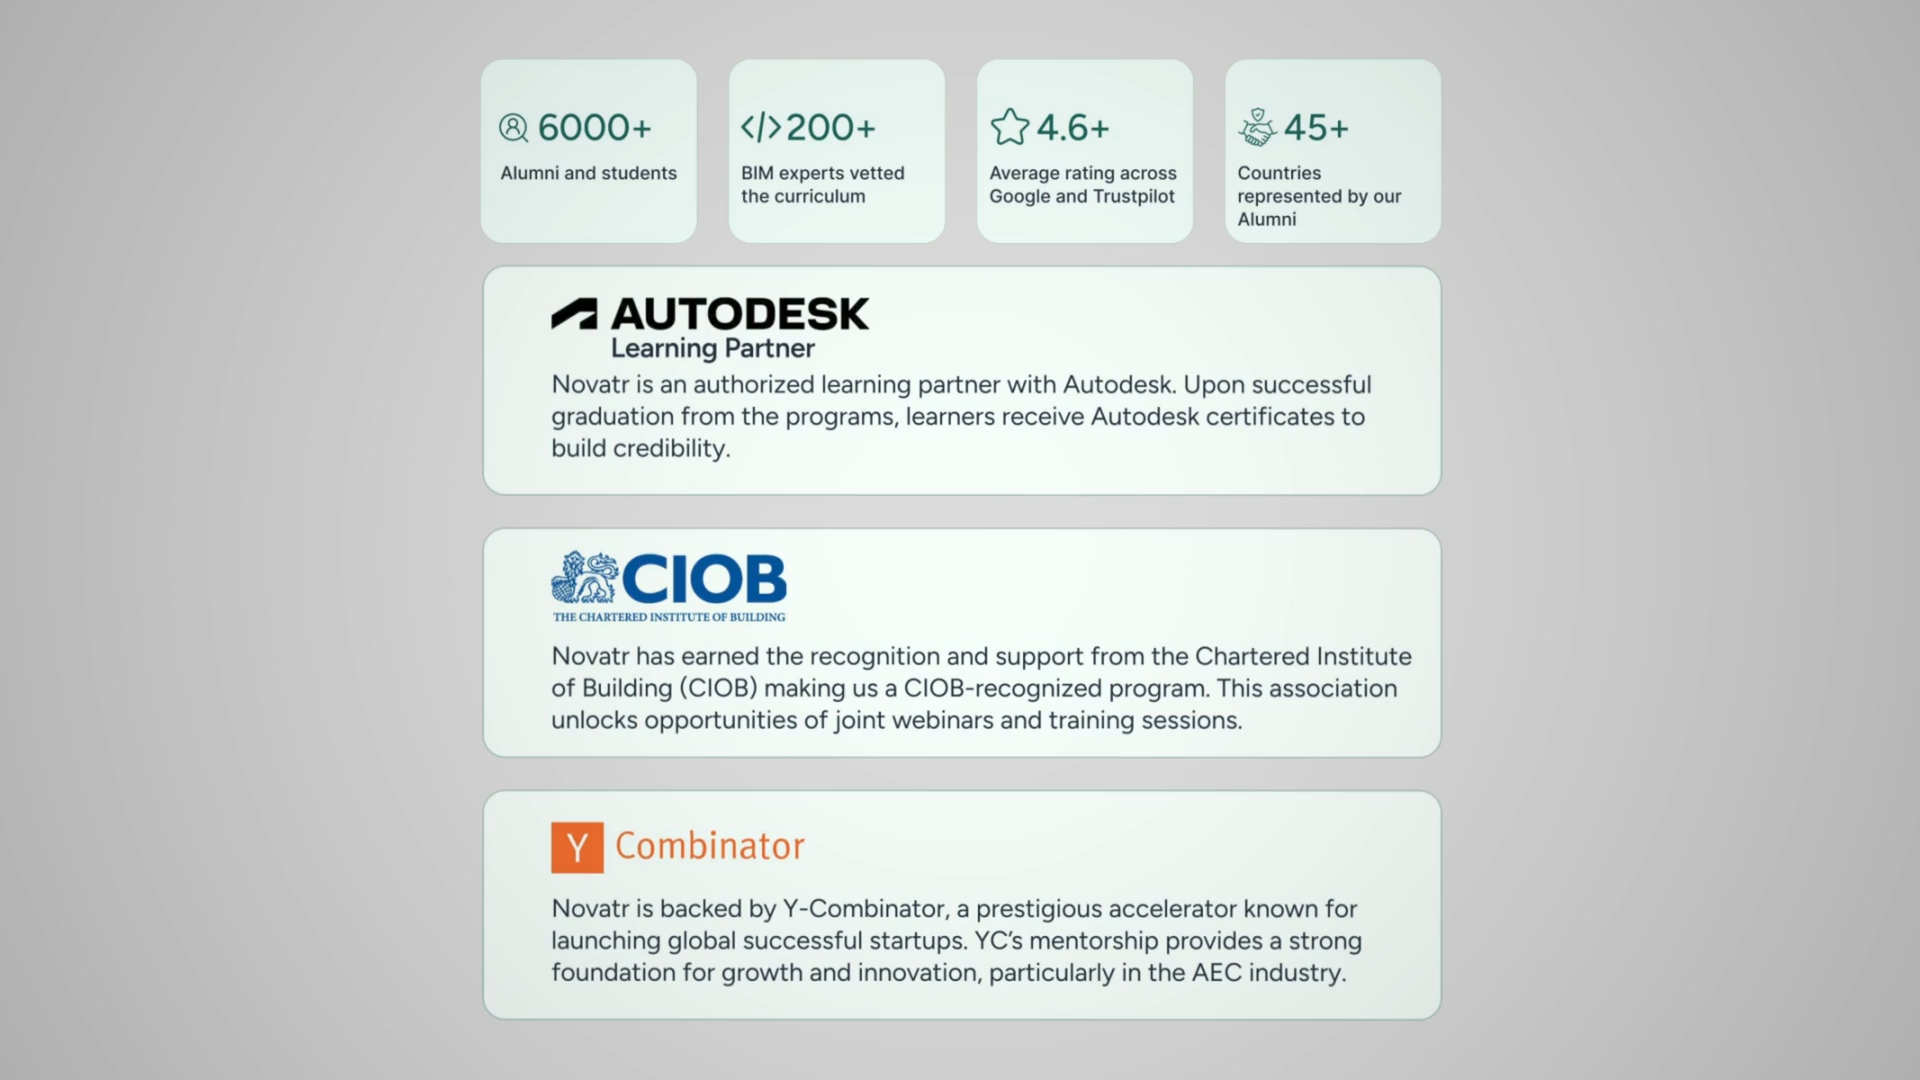 6000+
Alumni and students
200+
BIM experts vetted
the curriculum
4.6+
Average rating across
Google and Trustpilot
45+
Countries
represented by our
Alumni
AUTODESK
Learning Partner
Novatr is an authorized learning partner with Autodesk. Upon successful
graduation from the programs, learners receive Autodesk certificates to
build credibility.
CIOB
THE CHARTERED INSTITUTE OF BUILDING
Novatr has earned the recognition and support from the Chartered Institute
of Building (CIOB) making us a CIOB-recognized program. This association
unlocks opportunities of joint webinars and training sessions.
Y Combinator
Novatr is backed by Y-Combinator, a prestigious accelerator known for
launching global successful startups. YC’s mentorship provides a strong
foundation for growth and innovation, particularly in the AEC industry.